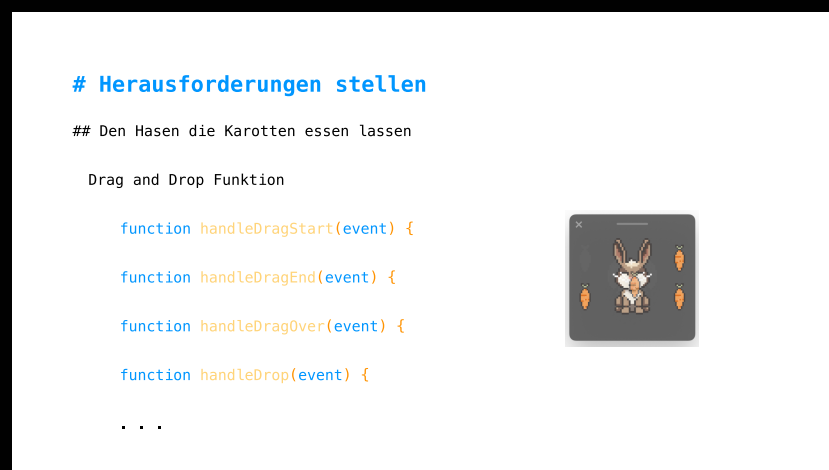 # Herausforderungen stellen
## Den Hasen die Karotten essen lassen
Drag and Drop Funktion
function handleDragStart(event) {
function handleDragEnd(event) {
function handleDragOver(event) {
function handleDrop(event) {
. . .